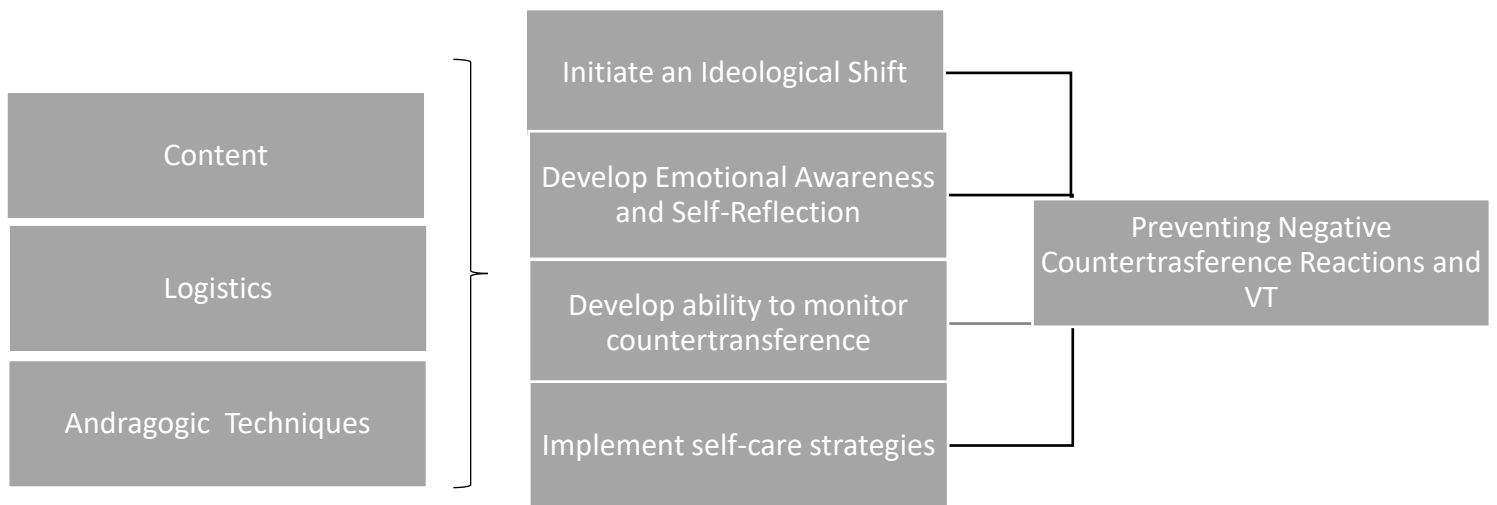 Content
Logistics
Andragogic  Techniques
Initiate an Ideological Shift
Develop Emotional Awareness
and Self-Reflection
Develop ability to monitor
countertransference
Implement self-care strategies
Preventing Negative
Countertrasference Reactions and
VT